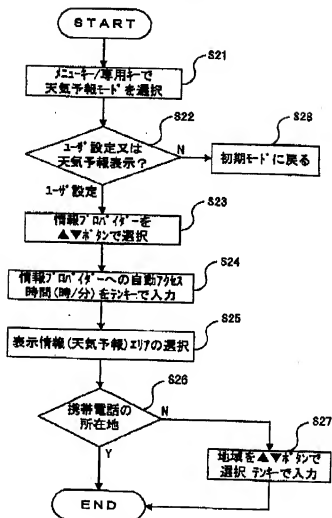 START
S21
メニューキー/専用キーで
天気予報モードを選択
S22
ユーザ設定又は
天気予報表示?
N
S28
初期モードに戻る
ユーザ設定
S23
情報プロバイダーを
▲▼ボタンで選択
S24
情報プロバイダーへの自動アクセス
時間(時/分)をテンキーで入力
S25
表示情報(天気予報)エリアの選択
S26
携帯電話の
所在地
N
S27
Y
地域を▲▼ボタンで
選択 テンキーで入力
END